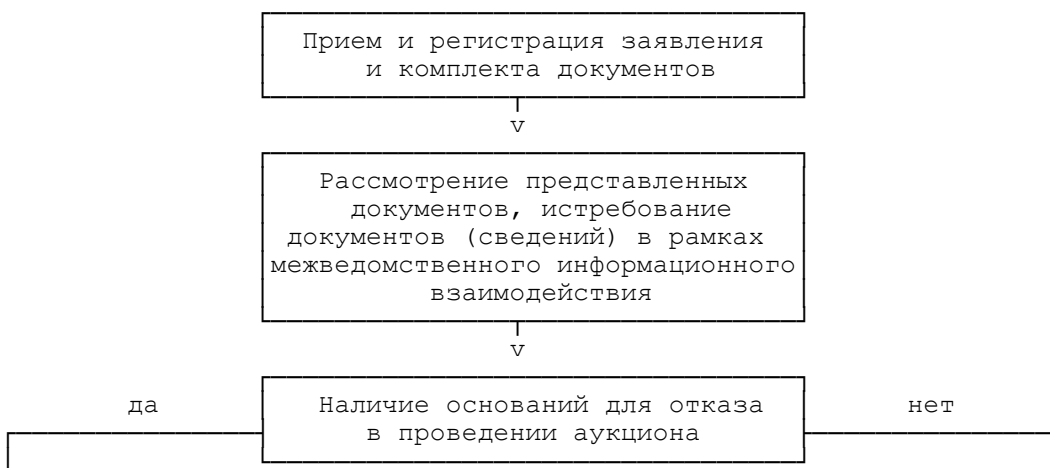 Прием и регистрация заявления
и комплекта документов
v
Рассмотрение представленных
документов, истребование
документов (сведений) в рамках
межведомственного информационного
взаимодействия
v
да
Наличие оснований для отказа
в проведении аукциона
нет